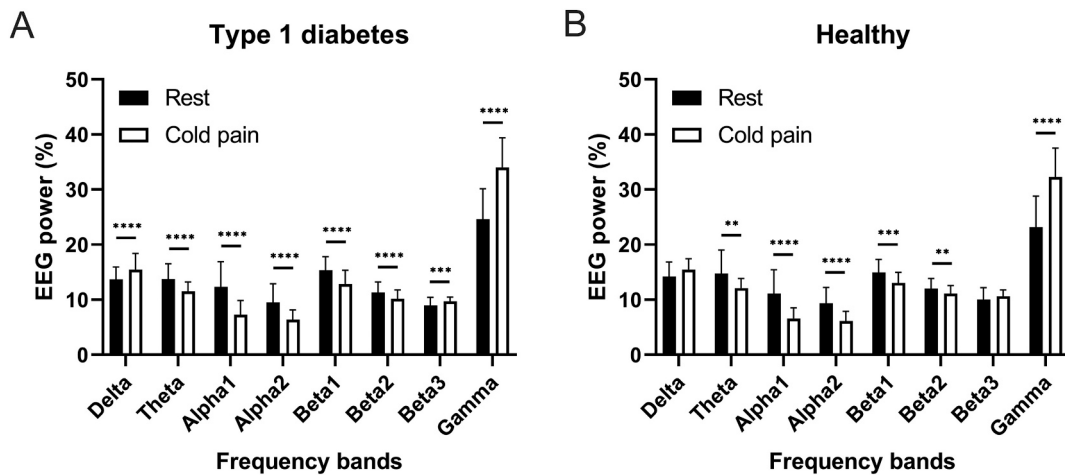 A
Type 1 diabetes
EEG power (%)
50
40
30
20
10
0
Rest
Cold pain
****
****
****
****
****
****
***
****
Delta
Theta
Alpha1
Alpha2
Beta1
Beta2
Beta3
Gamma
Frequency bands
B
Healthy
EEG power (%)
50
40
30
20
10
0
Rest
Cold pain
**
****
****
***
**
****
Delta
Theta
Alpha1
Alpha2
Beta1
Beta2
Beta3
Gamma
Frequency bands